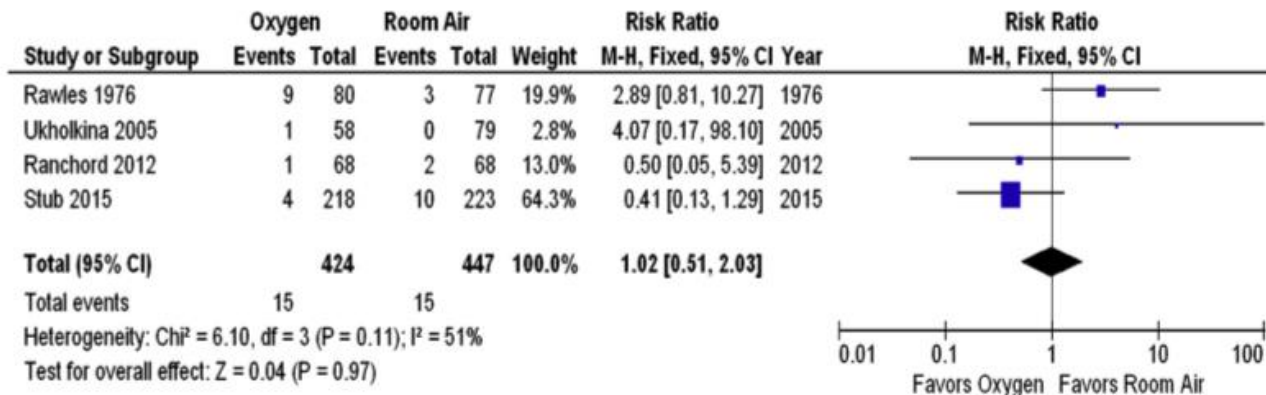 Oxygen Room Air Risk Ratio Risk Ratio
Study or Subgroup Events Total Events Total Weight M-H, Fixed, 95% CI Year M-H, Fixed, 95% CI
Rawles 1976 9 80 3 77 19.9% 2.89 [0.81, 10.27] 1976
Ukholkina 2005 1 58 0 79 2.8% 4.07 [0.17, 98.10] 2005
Ranchord 2012 1 68 2 68 13.0% 0.50 [0.05, 5.39] 2012
Stub 2015 4 218 10 223 64.3% 0.41 [0.13, 1.29] 2015
Total (95% CI) 424 447 100.0% 1.02 [0.51, 2.03]
Total events 15 15
Heterogeneity: Chi² = 6.10, df = 3 (P = 0.11); I² = 51%
Test for overall effect: Z = 0.04 (P = 0.97)
0.01 0.1 1 10 100
Favors Oxygen Favors Room Air